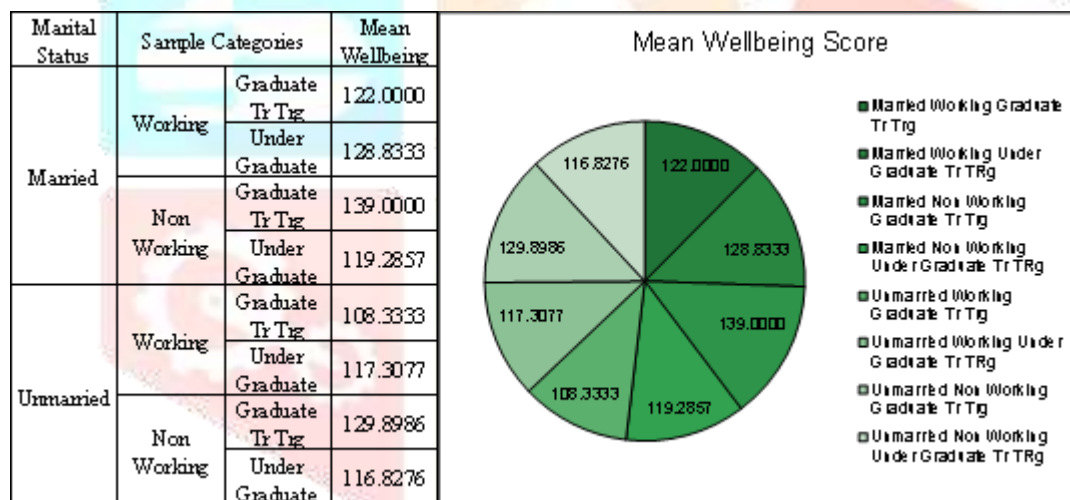 Marital
Status
Sample Categories
Mean
Wellbeing
Married
Working
Graduate
Tr Trg
122.0000
Under
Graduate
128.8333
Non
Working
Graduate
Tr Trg
139.0000
Under
Graduate
119.2857
Unmarried
Working
Graduate
Tr Trg
108.3333
Under
Graduate
117.3077
Non
Working
Graduate
Tr Trg
129.8986
Under
Graduate
116.8276
Mean Wellbeing Score
116.8276
122.0000
129.8986
128.8333
117.3077
139.0000
108.3333
119.2857
Married Working Graduate
Tr Trg
Married Working Under
Graduate Tr TRg
Married Non Working
Graduate Tr Trg
Married Non Working
Under Graduate Tr TRg
Unmarried Working
Graduate Tr Trg
Unmarried Working Under
Graduate Tr TRg
Unmarried Non Working
Graduate Tr Trg
Unmarried Non Working
Under Graduate Tr TRg